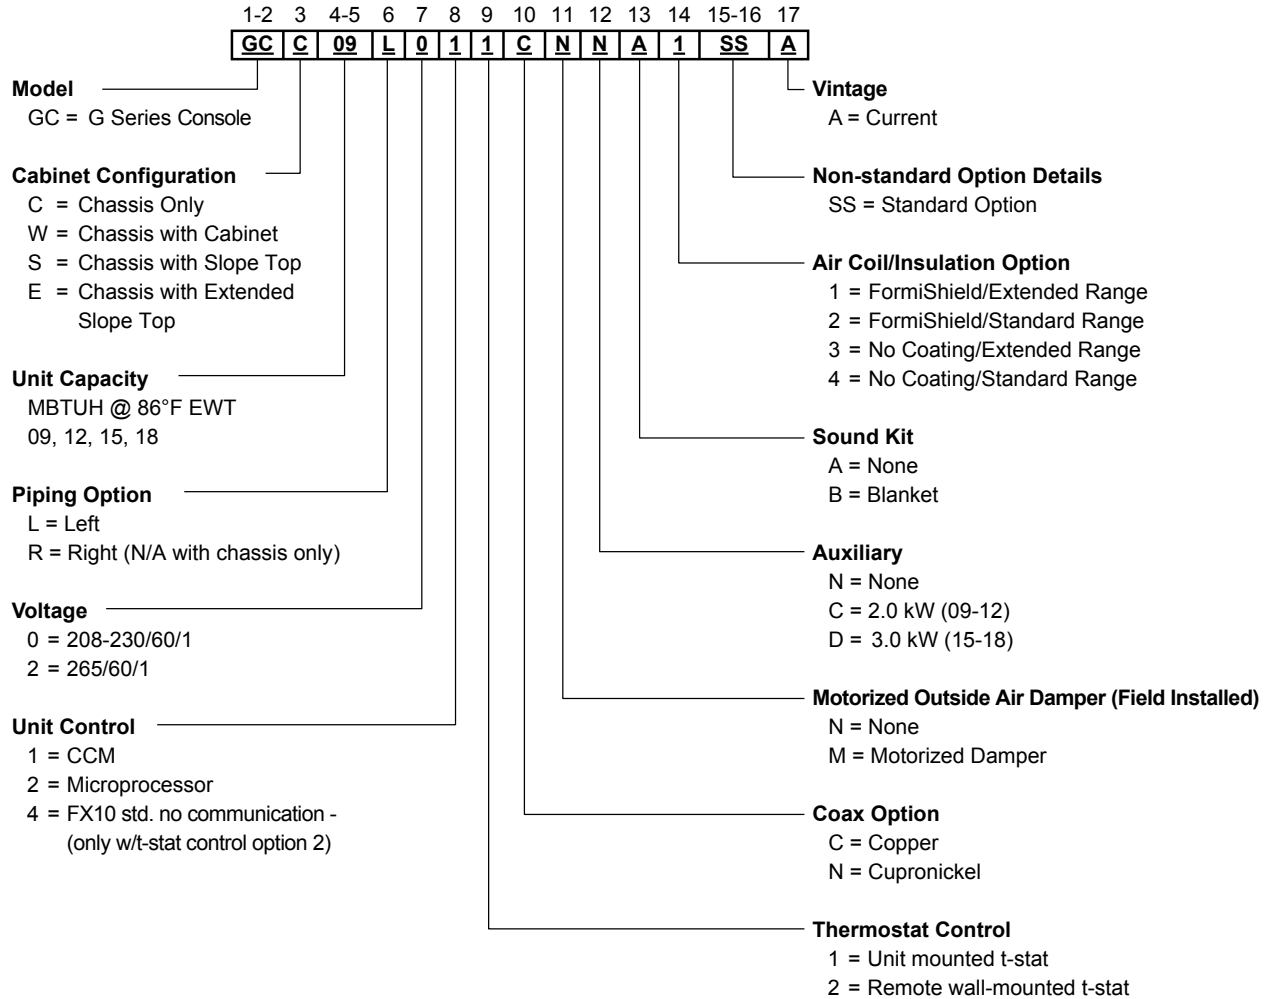 1-2 3 4-5 6 7 8 9 10 11 12 13 14 15-16 17
GC C 09 L 0 1 1 C N N A 1 SS A
Model
GC = G Series Console
Cabinet Configuration
C = Chassis Only
W = Chassis with Cabinet
S = Chassis with Slope Top
E = Chassis with Extended
Slope Top
Unit Capacity
MBTUH @ 86°F EWT
09, 12, 15, 18
Piping Option
L = Left
R = Right (N/A with chassis only)
Voltage
0 = 208-230/60/1
2 = 265/60/1
Unit Control
1 = CCM
2 = Microprocessor
4 = FX10 std. no communication -
(only w/t-stat control option 2)
Vintage
A = Current
Non-standard Option Details
SS = Standard Option
Air Coil/Insulation Option
1 = FormiShield/Extended Range
2 = FormiShield/Standard Range
3 = No Coating/Extended Range
4 = No Coating/Standard Range
Sound Kit
A = None
B = Blanket
Auxiliary
N = None
C = 2.0 kW (09-12)
D = 3.0 kW (15-18)
Motorized Outside Air Damper (Field Installed)
N = None
M = Motorized Damper
Coax Option
C = Copper
N = Cupronickel
Thermostat Control
1 = Unit mounted t-stat
2 = Remote wall-mounted t-stat